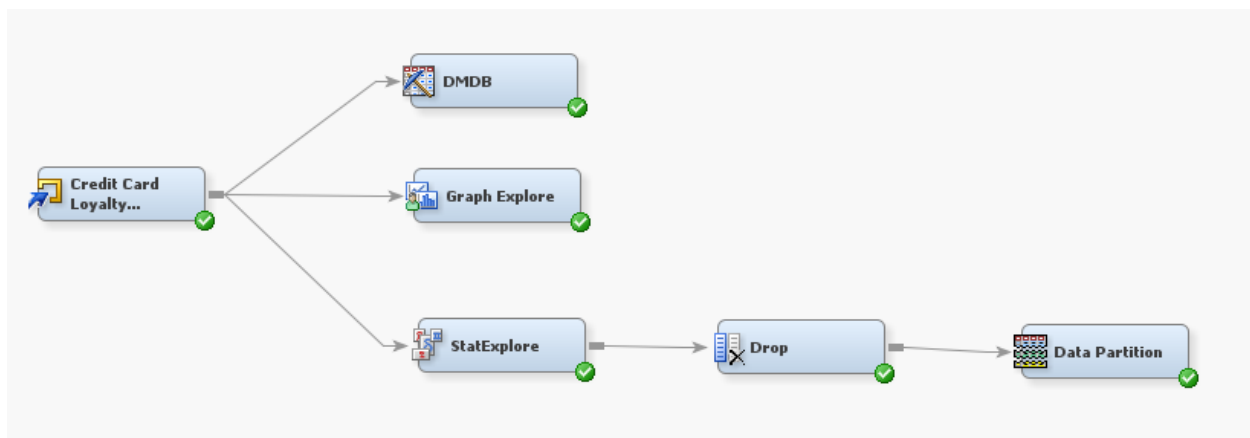 DMDB
Credit Card
Loyalty...
Graph Explore
StatExplore
Drop
Data Partition